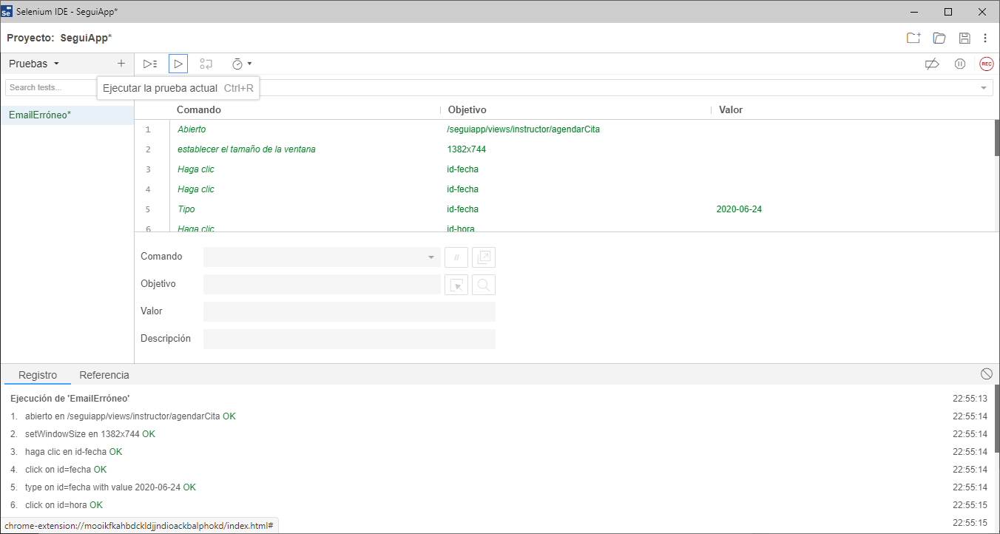 Se Selenium IDE - SeguiApp*
Proyecto: SeguiApp*
Pruebas
REC
Ejecutar la prueba actual Ctrl+R
Search tests...
EmailErróneo*
Comando Objetivo Valor
1 Abierto /seguiapp/views/instructor/agendarCita
2 establecer el tamaño de la ventana 1382x744
3 Haga clic id-fecha
4 Haga clic id-fecha
5 Tipo id-fecha 2020-06-24
6 Haga clic id-hora
Comando //
Objetivo
Valor
Descripción
Registro Referencia
Ejecución de 'EmailErróneo' 22:55:13
1. abierto en /seguiapp/views/instructor/agendarCita OK 22:55:14
2. setWindowSize en 1382x744 OK 22:55:14
3. haga clic en id-fecha OK 22:55:14
4. click on id=fecha OK 22:55:14
5. type on id=fecha with value 2020-06-24 OK 22:55:14
6. click on id=hora OK 22:55:15
22:55:15
chrome-extension://mooikfkahbdckldjjndioackbalphokd/index.html#